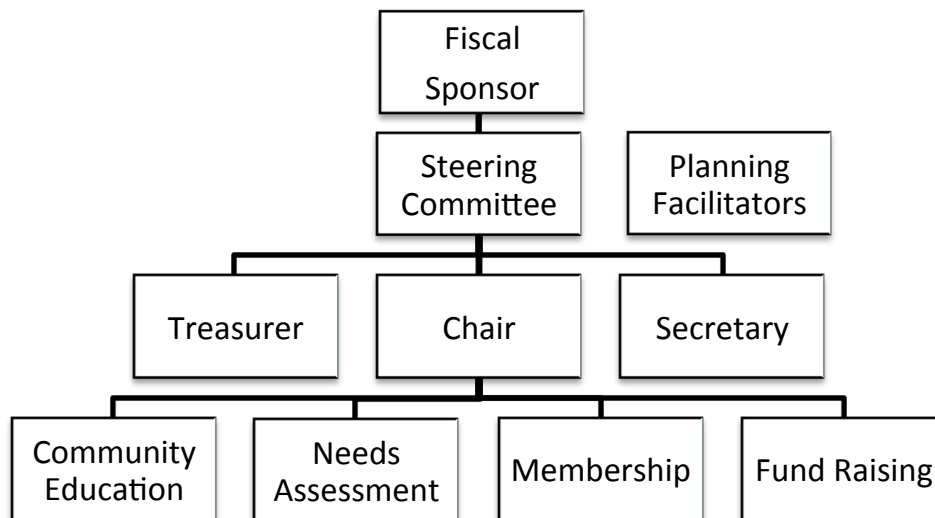 Fiscal
Sponsor
Steering
Committee
Planning
Facilitators
Treasurer
Chair
Secretary
Community
Education
Needs
Assessment
Membership
Fund Raising